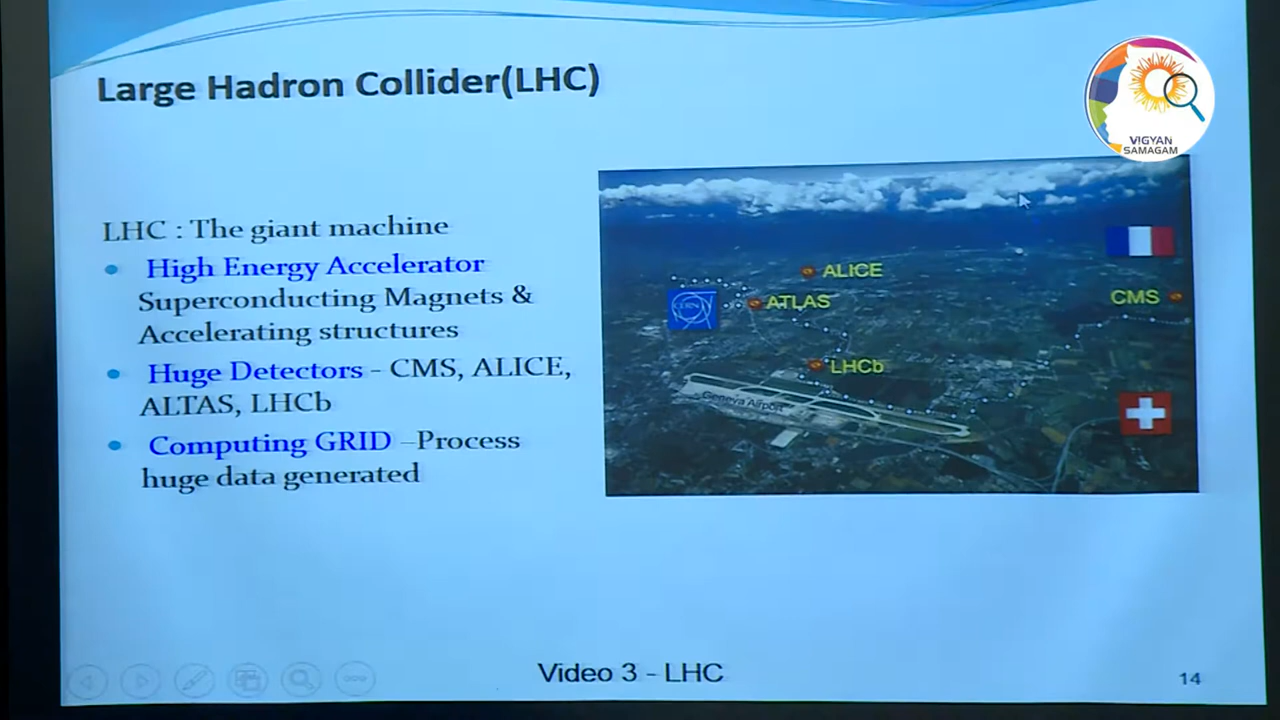 Large Hadron Collider(LHC)
VIGYAN
SAMAGAM
LHC : The giant machine
• High Energy Accelerator
Superconducting Magnets &
Accelerating structures
• Huge Detectors - CMS, ALICE,
ALTAS, LHCb
• Computing GRID –Process
huge data generated
ALICE
CERN
ATLAS
CMS
LHCb
Geneva Airport
Video 3 - LHC
14